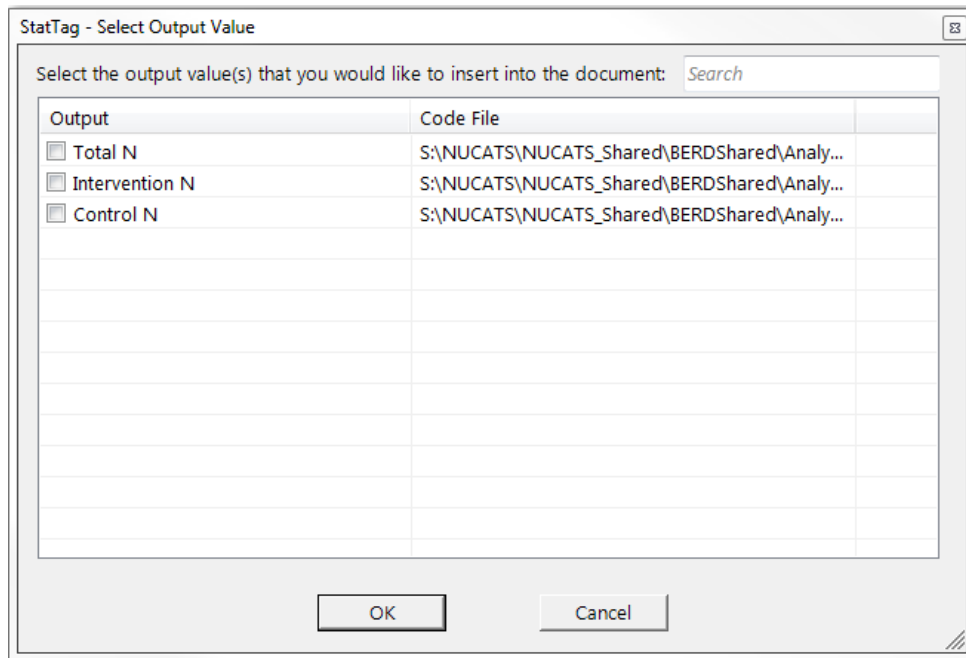 StatTag - Select Output Value
Select the output value(s) that you would like to insert into the document: Search
Output Code File
Total N S:\NUCATS\NUCATS_Shared\BERDShared\Analy...
Intervention N S:\NUCATS\NUCATS_Shared\BERDShared\Analy...
Control N S:\NUCATS\NUCATS_Shared\BERDShared\Analy...
OK Cancel